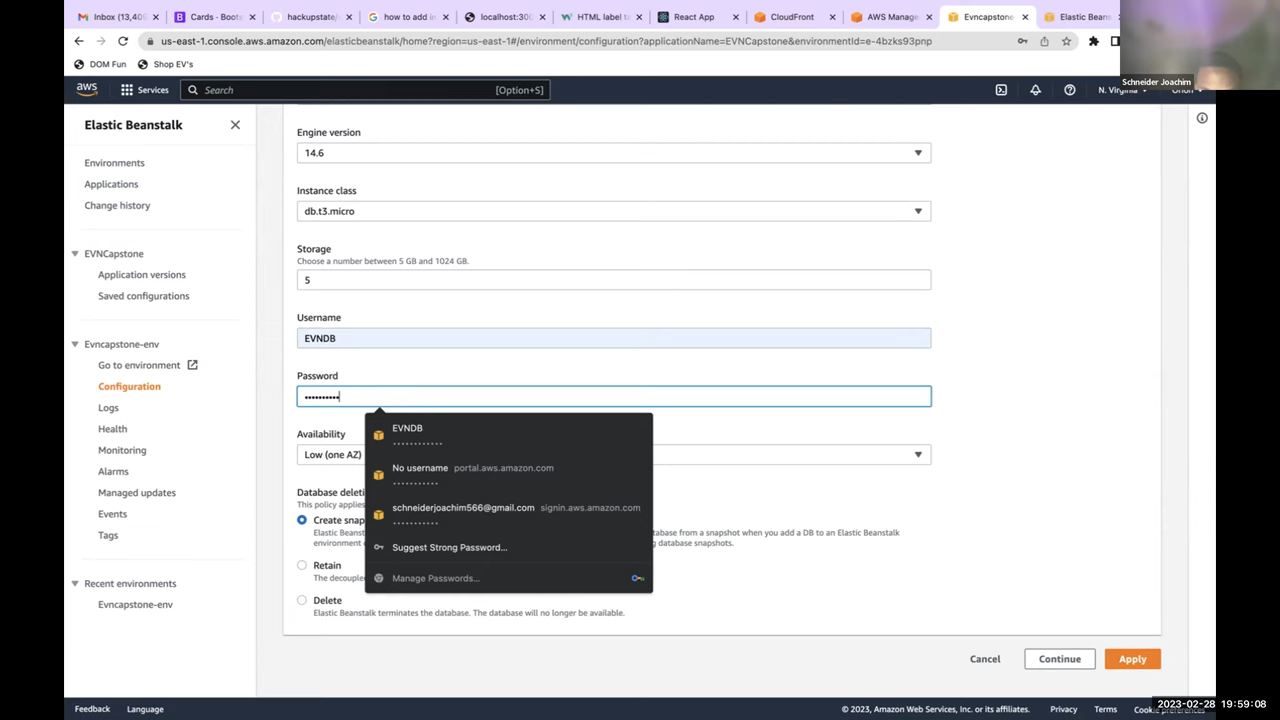 Inbox (13,405
Cards · Boots
hackupstate/
how to add in
localhost:308
HTML label ta
React App
CloudFront
AWS Manage
Evncapstone
Elastic Beans
us-east-1.console.aws.amazon.com/elasticbeanstalk/home?region=us-east-1#/environment/configuration?applicationName=EVNCapstone&environmentId=e-4bzks93pnp
DOM Fun
Shop EV's
Schneider Joachim
aws
Services
Search
[Option+S]
N. Virginia
Orion
Elastic Beanstalk
Environments
Applications
Change history
EVNCapstone
Application versions
Saved configurations
Evncapstone-env
Go to environment
Configuration
Logs
Health
Monitoring
Alarms
Managed updates
Events
Tags
Recent environments
Evncapstone-env
Engine version
14.6
Instance class
db.t3.micro
Storage
Choose a number between 5 GB and 1024 GB.
5
Username
EVNDB
Password
••••••••••
EVNDB
••••••••••••
No username portal.aws.amazon.com
•••••••••••
schneiderjoachim566@gmail.com signin.aws.amazon.com
•••••••••••
Suggest Strong Password...
Manage Passwords...
Availability
Low (one AZ)
Database deleti
This policy applies
Create snap
Elastic Beanst
atabase from a snapshot when you add a DB to an Elastic Beanstalk
environment
g database snapshots.
Retain
The decouple
Delete
Elastic Beanstalk terminates the database. The database will no longer be available.
Cancel
Continue
Apply
Feedback
Language
© 2023, Amazon Web Services, Inc. or its affiliates.
Privacy
Terms
Cookie preferences
2023-02-28 19:59:08